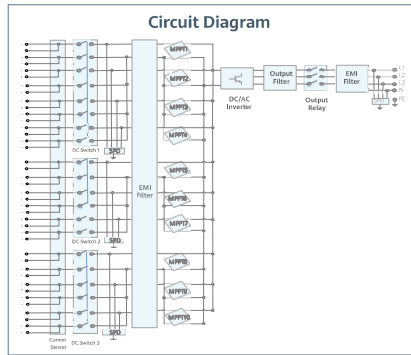 Circuit Diagram
MPPT1
MPPT2
MPPT3
MPPT4
MPPT5
MPPT6
MPPT7
MPPT8
MPPT9
MPPT10
EMI
Filter
DC Switch 1
SPD
DC Switch 2
SPD
DC Switch 3
SPD
Current
Sensor
DC/AC
Inverter
Output
Filter
Output
Relay
EMI
Filter
L1
L2
L3
N
PE
SPD